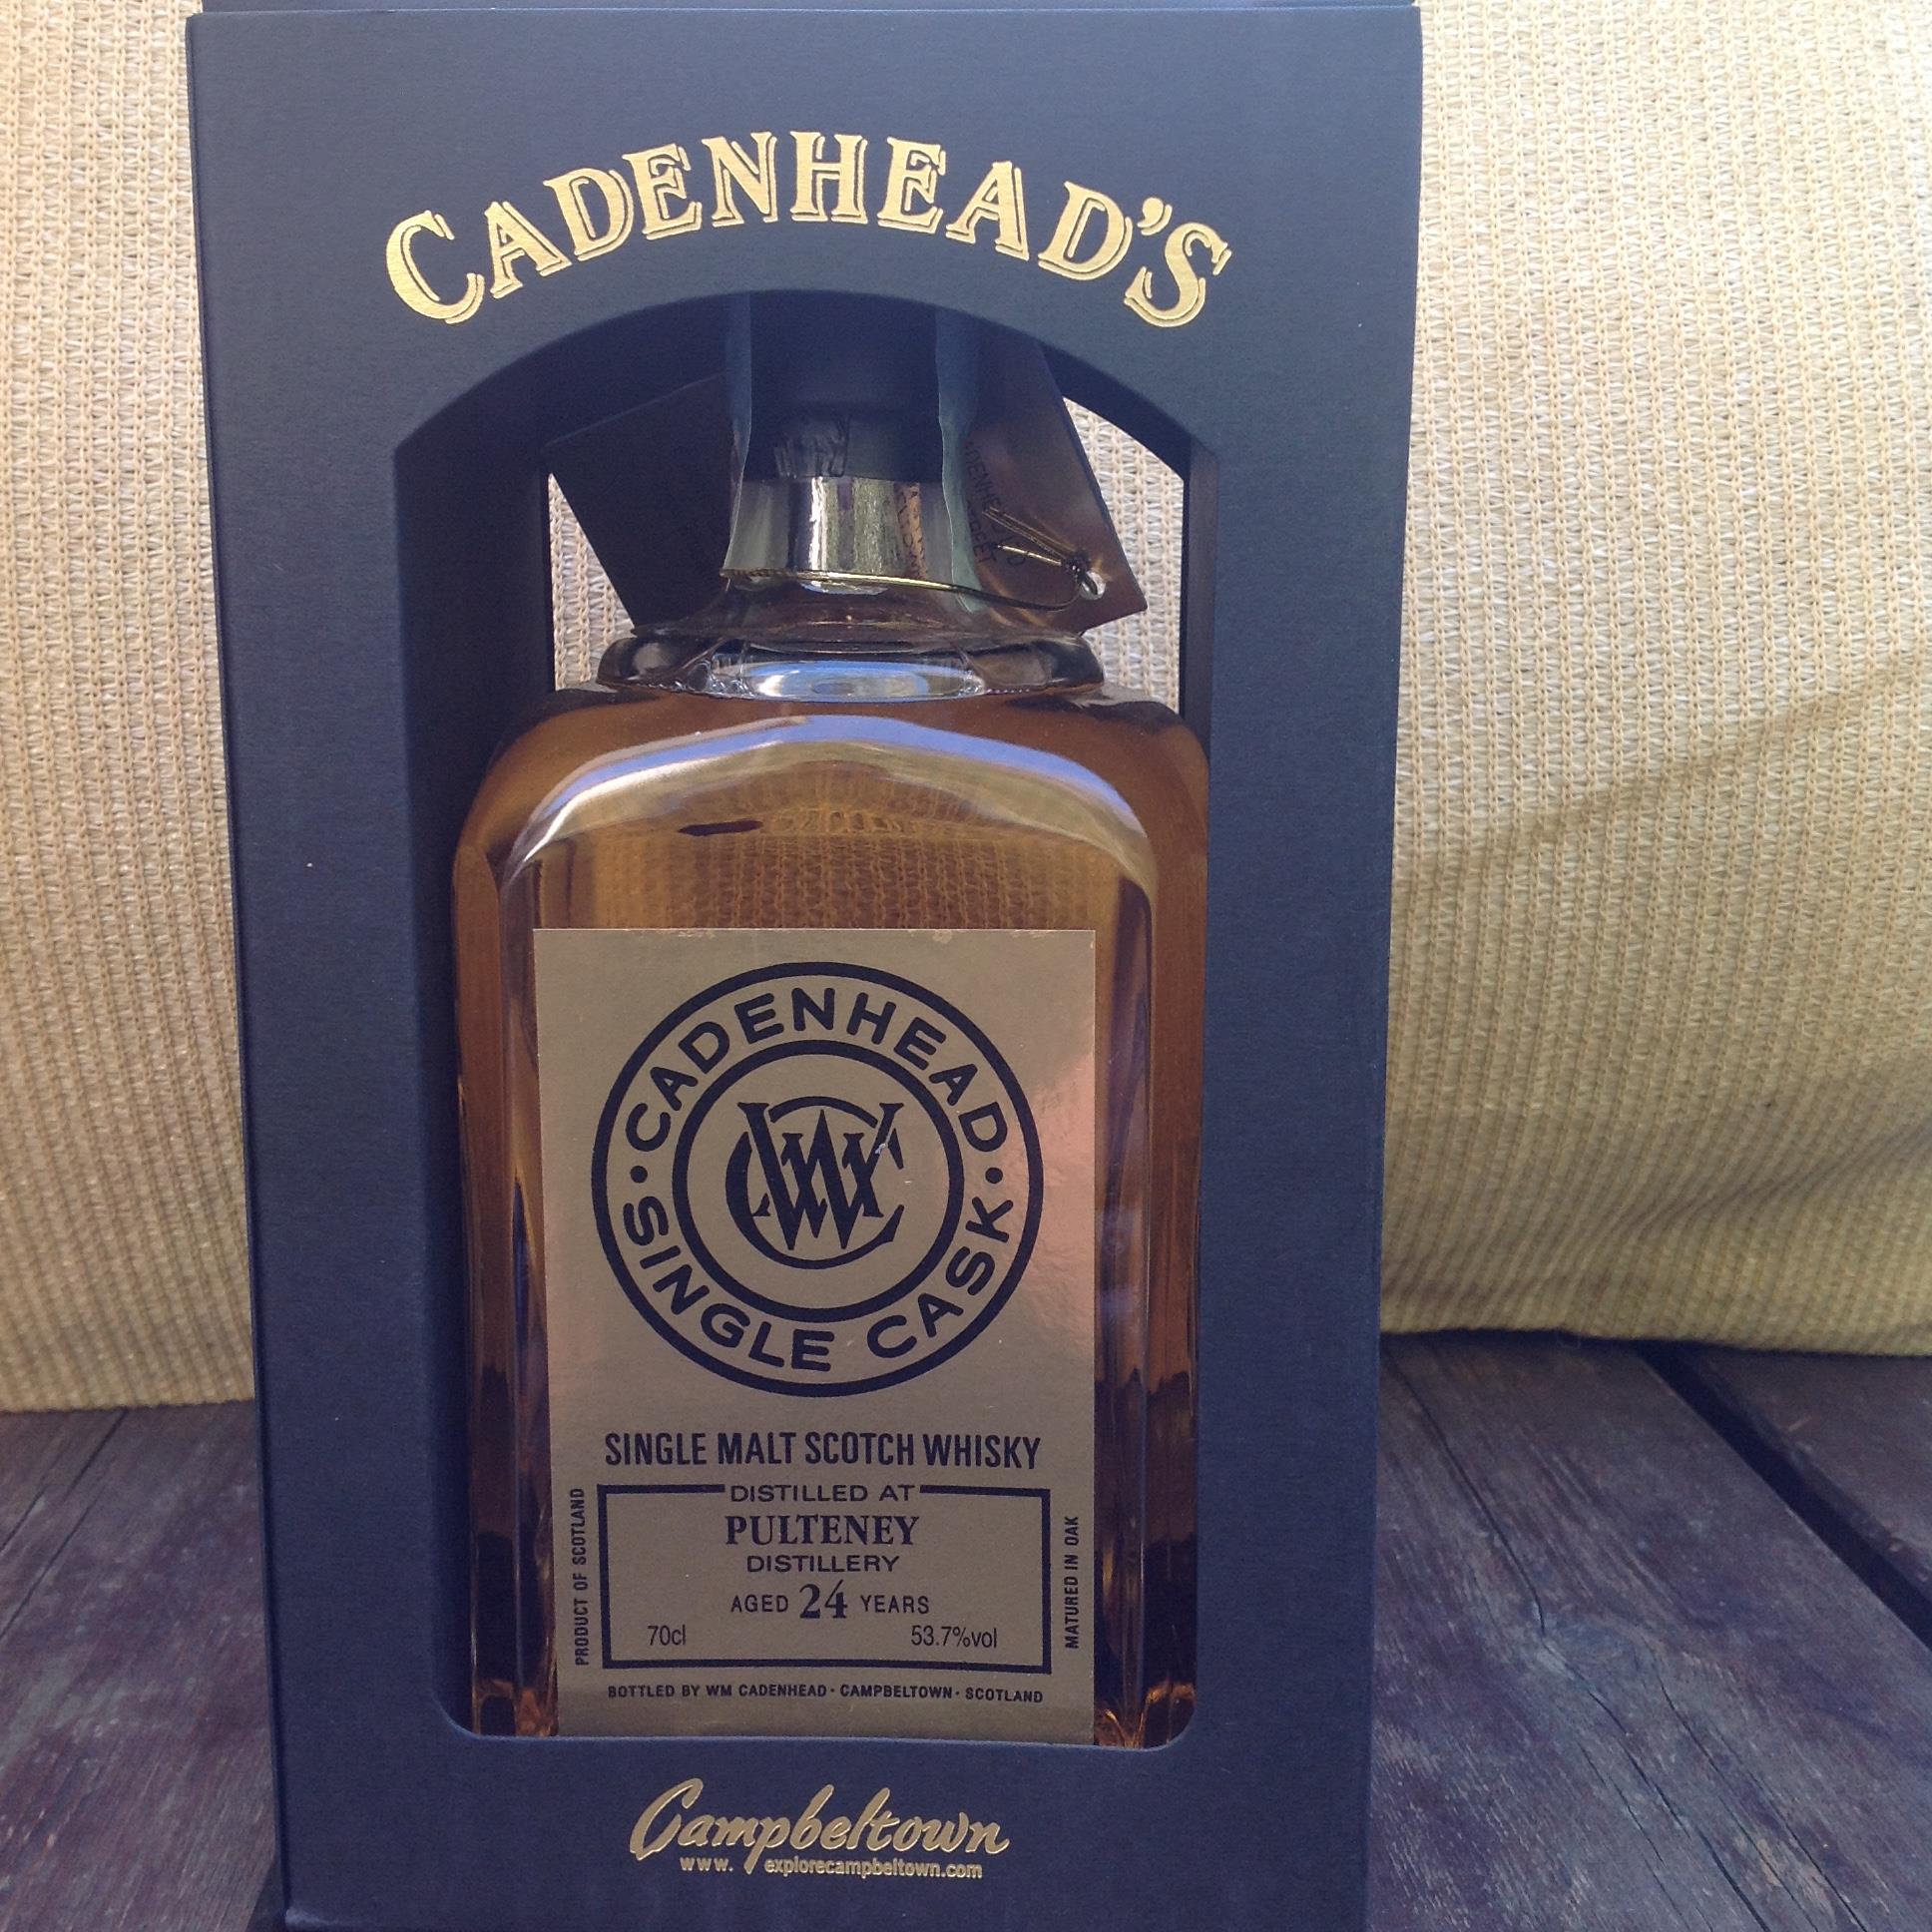 CADENHEAD'S
CADENHEAD
WC
SINGLE CASK
SINGLE MALT SCOTCH WHISKY
DISTILLED AT
PULTENEY
DISTILLERY
AGED 24 YEARS
70cl 53.7%vol
PRODUCT OF SCOTLAND
MATURED IN OAK
BOTTLED BY WM CADENHEAD · CAMPBELTOWN · SCOTLAND
Campbeltown
www. explorecampbeltown.com